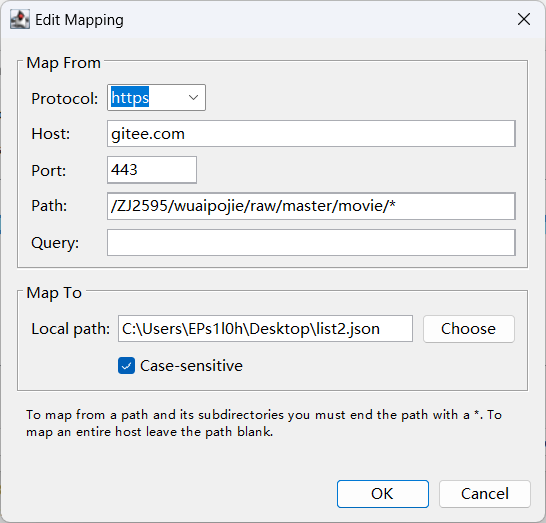 Edit Mapping
Map From
Protocol: https
Host: gitee.com
Port: 443
Path: /ZJ2595/wuaipojie/raw/master/movie/*
Query:
Map To
Local path: C:\Users\EPs1l0h\Desktop\list2.json Choose
Case-sensitive
To map from a path and its subdirectories you must end the path with a *. To
map an entire host leave the path blank.
OK Cancel